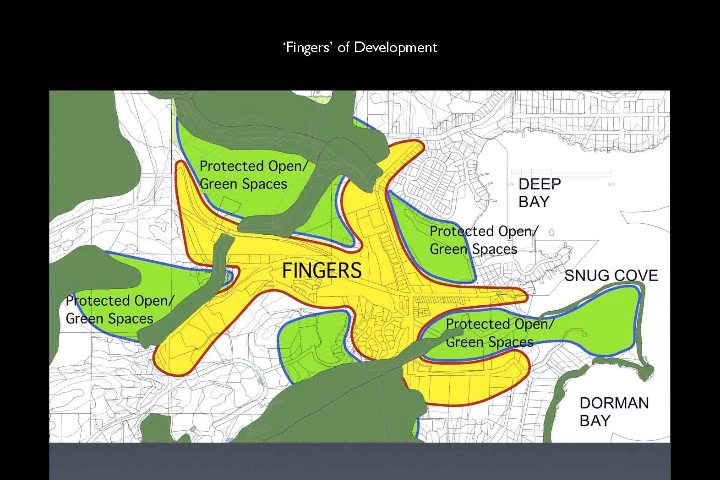 ‘Fingers’ of Development
Protected Open/
Green Spaces
DEEP
BAY
Protected Open/
Green Spaces
FINGERS
SNUG COVE
Protected Open/
Green Spaces
Protected Open/
Green Spaces
DORMAN
BAY